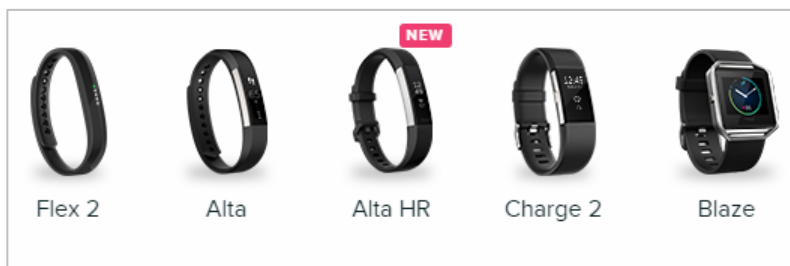 NEW
Flex 2
Alta
Alta HR
Charge 2
Blaze